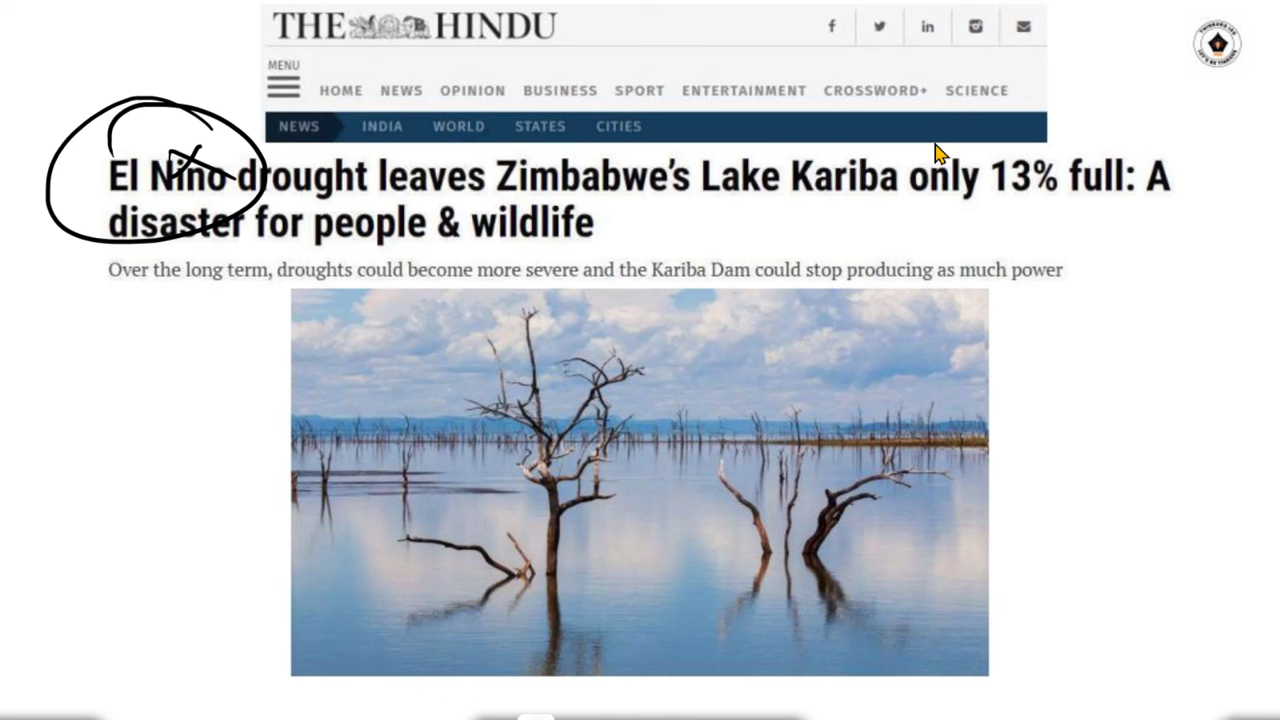 THE HINDU
MENU
HOME NEWS OPINION BUSINESS SPORT ENTERTAINMENT CROSSWORD+ SCIENCE
NEWS INDIA WORLD STATES CITIES
El Nino drought leaves Zimbabwe’s Lake Kariba only 13% full: A
disaster for people & wildlife
Over the long term, droughts could become more severe and the Kariba Dam could stop producing as much power